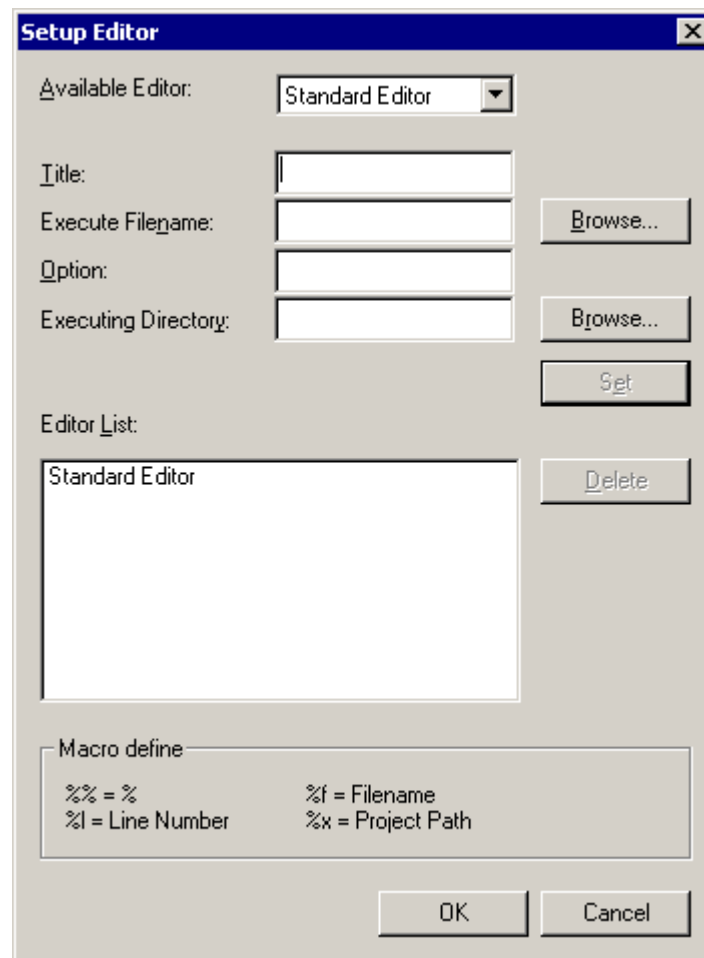 Setup Editor
Available Editor: Standard Editor
Title:
Execute Filename: Browse...
Option:
Executing Directory: Browse...
Set
Editor List:
Standard Editor Delete
Macro define
%% = % %f = Filename
%l = Line Number %x = Project Path
OK Cancel